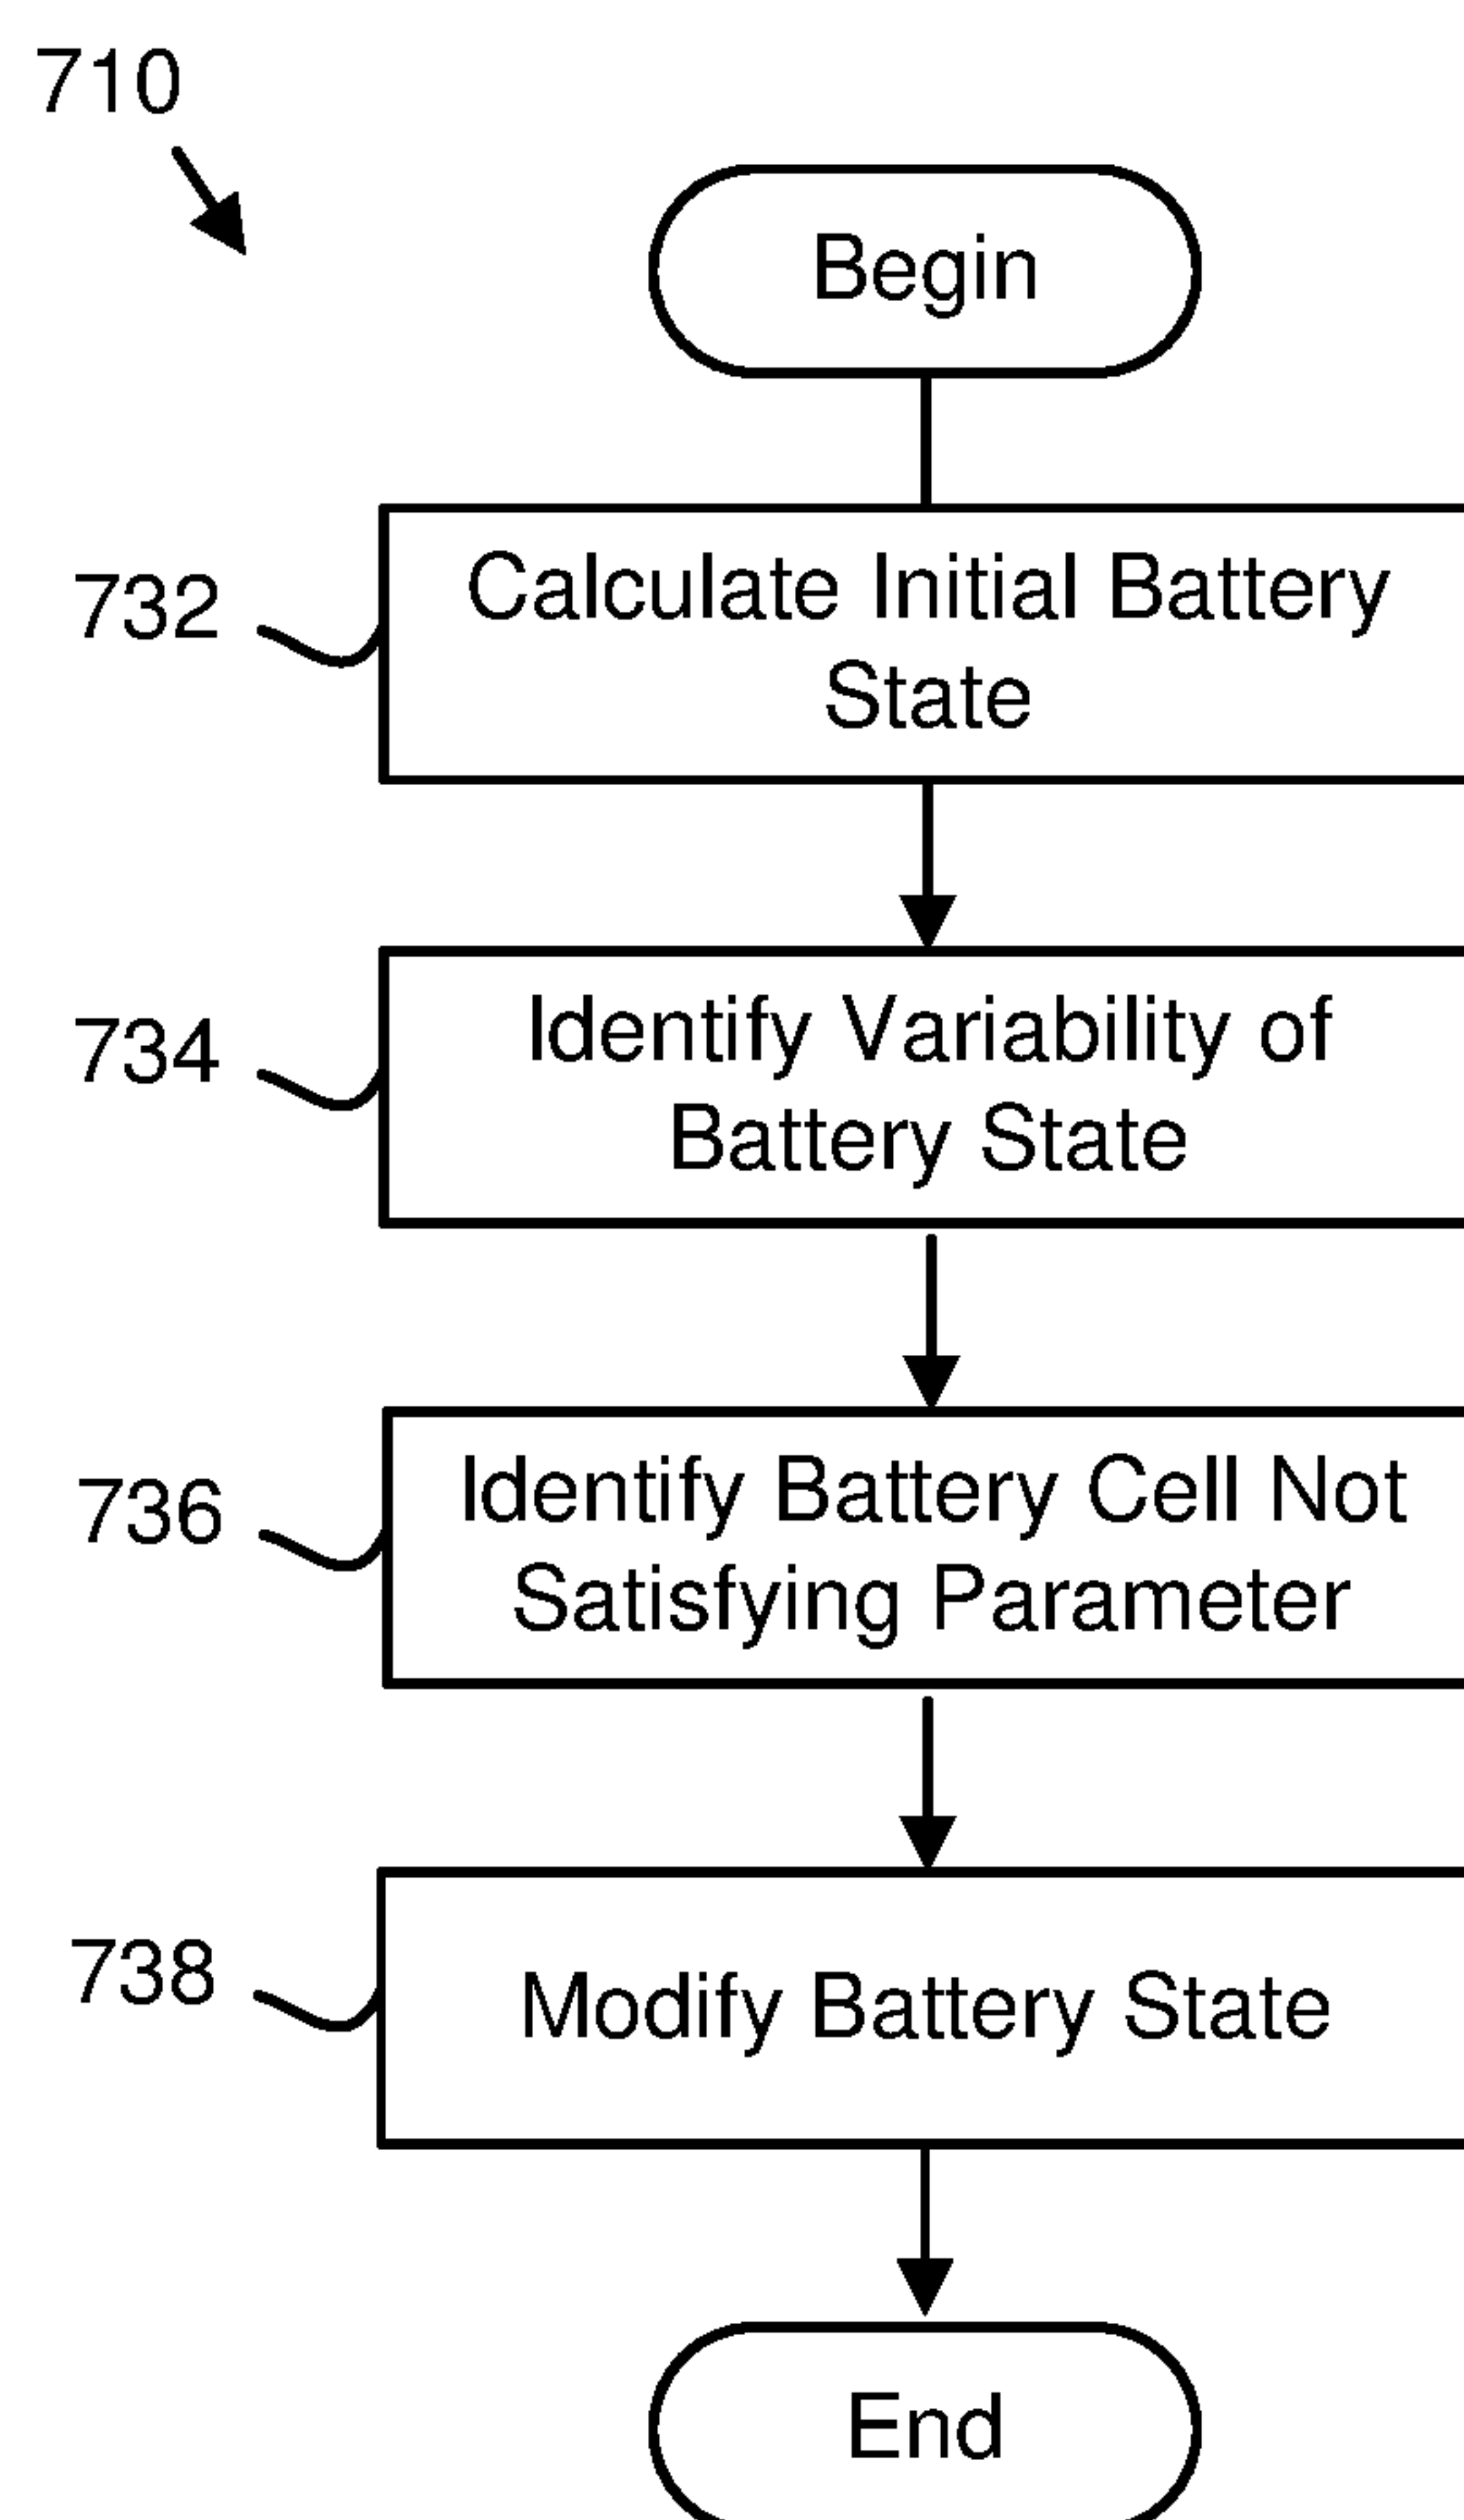 710
Begin
732
Calculate Initial Battery
State
734
Identify Variability of
Battery State
736
Identify Battery Cell Not
Satisfying Parameter
738
Modify Battery State
End